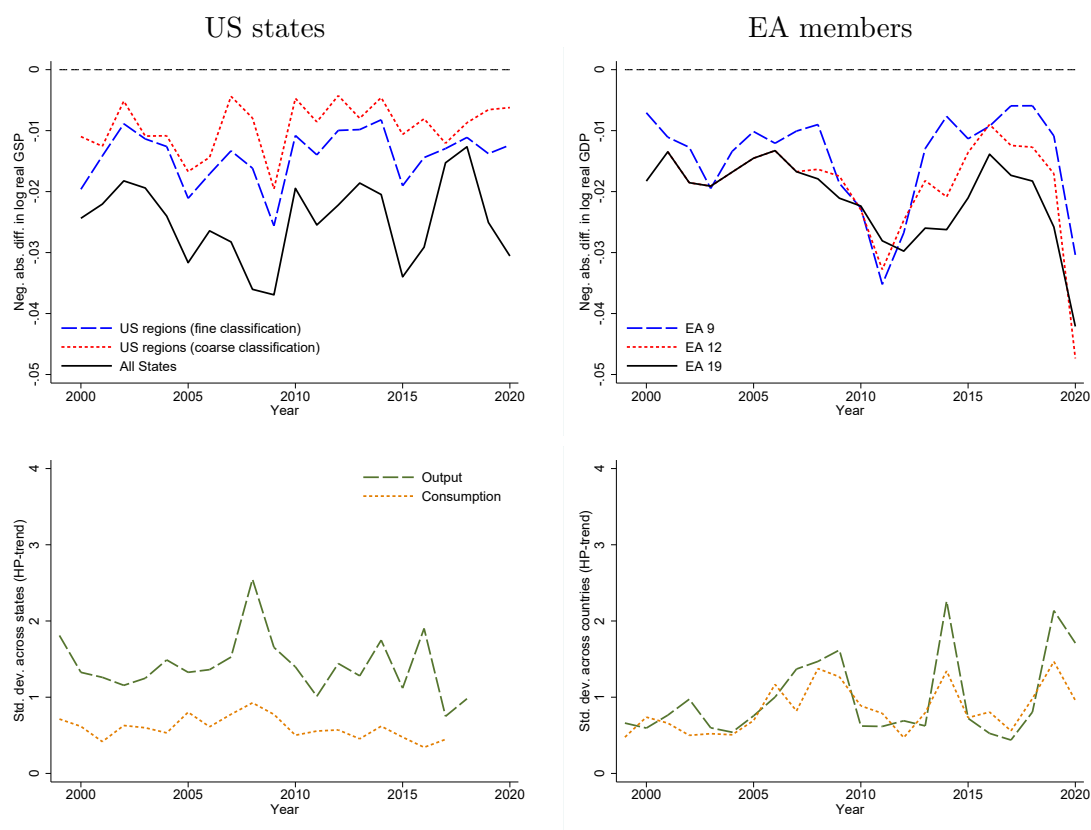 US states
EA members
Neg. abs. diff. in log real GSP
0
-.01
-.02
-.03
-.04
-.05
US regions (fine classification)
US regions (coarse classification)
All States
2000 2005 2010 2015 2020
Year
Neg. abs. diff. in log real GDP
0
-.01
-.02
-.03
-.04
-.05
EA 9
EA 12
EA 19
2000 2005 2010 2015 2020
Year
Std. dev. across states (HP-trend)
4
3
2
1
0
Output
Consumption
2000 2005 2010 2015 2020
Year
Std. dev. across countries (HP-trend)
4
3
2
1
0
2000 2005 2010 2015 2020
Year